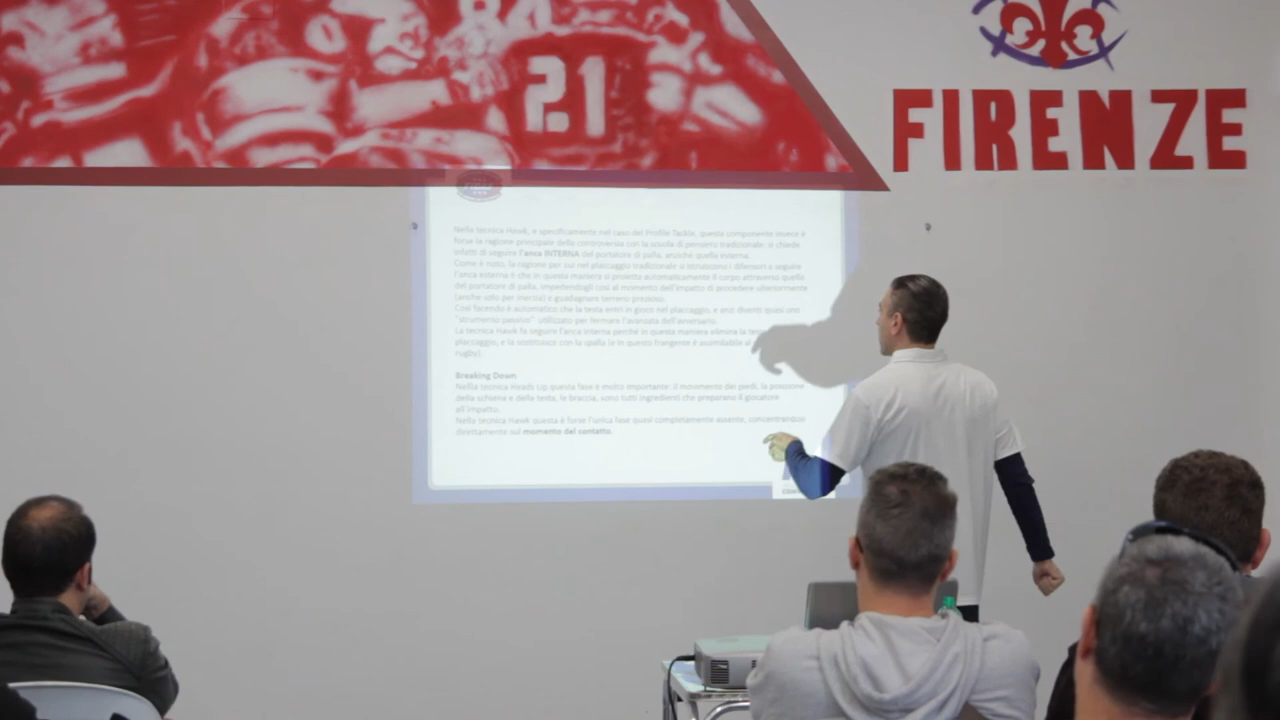 84
21
FIRENZE
Nella tecnica Hawk, e specificamente nel caso del Profile Tackle, questa componente invece è
forse la ragione principale della controversia con la scuola di pensiero tradizionale: si chiede
infatti di seguire l'anca INTERNA del portatore di palla, anziché quella esterna.
Come è noto, la ragione per cui nel placcaggio tradizionale si istruiscono i difensori a seguire
l'anca esterna è che in questa maniera si proietta automaticamente il corpo attraverso quello
del portatore di palla, impedendogli così al momento dell'impatto di procedere ulteriormente
(anche solo per inerzia) e guadagnare terreno prezioso.
Così facendo è automatico che la testa entri in gioco nel placcaggio, e anzi diventi quasi uno
"strumento passivo" utilizzato per fermare l'avanzata dell'avversario.
La tecnica Hawk fa seguire l'anca interna perché in questa maniera elimina la
placcaggio, e la sostituisce con la spalla (e in questo frangente è assimilabile al
rugby).
Breaking Down
Nella tecnica Heads Up questa fase è molto importante: il movimento dei piedi, la posizione
della schiena e della testa, le braccia, sono tutti ingredienti che preparano il giocatore
all'impatto.
Nella tecnica Hawk questa è forse l'unica fase quasi completamente assente, concentrandosi
direttamente sul momento del contatto.